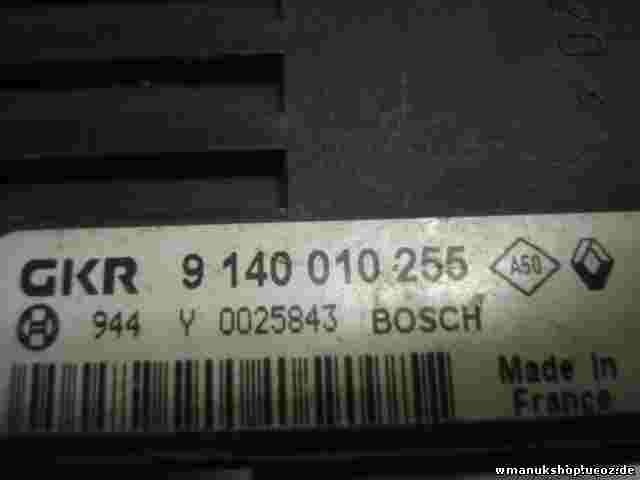 GKR 9 140 010 255 A50
944 Y 0025843 BOSCH
Made In
France
wmanukshop.ucoz.de